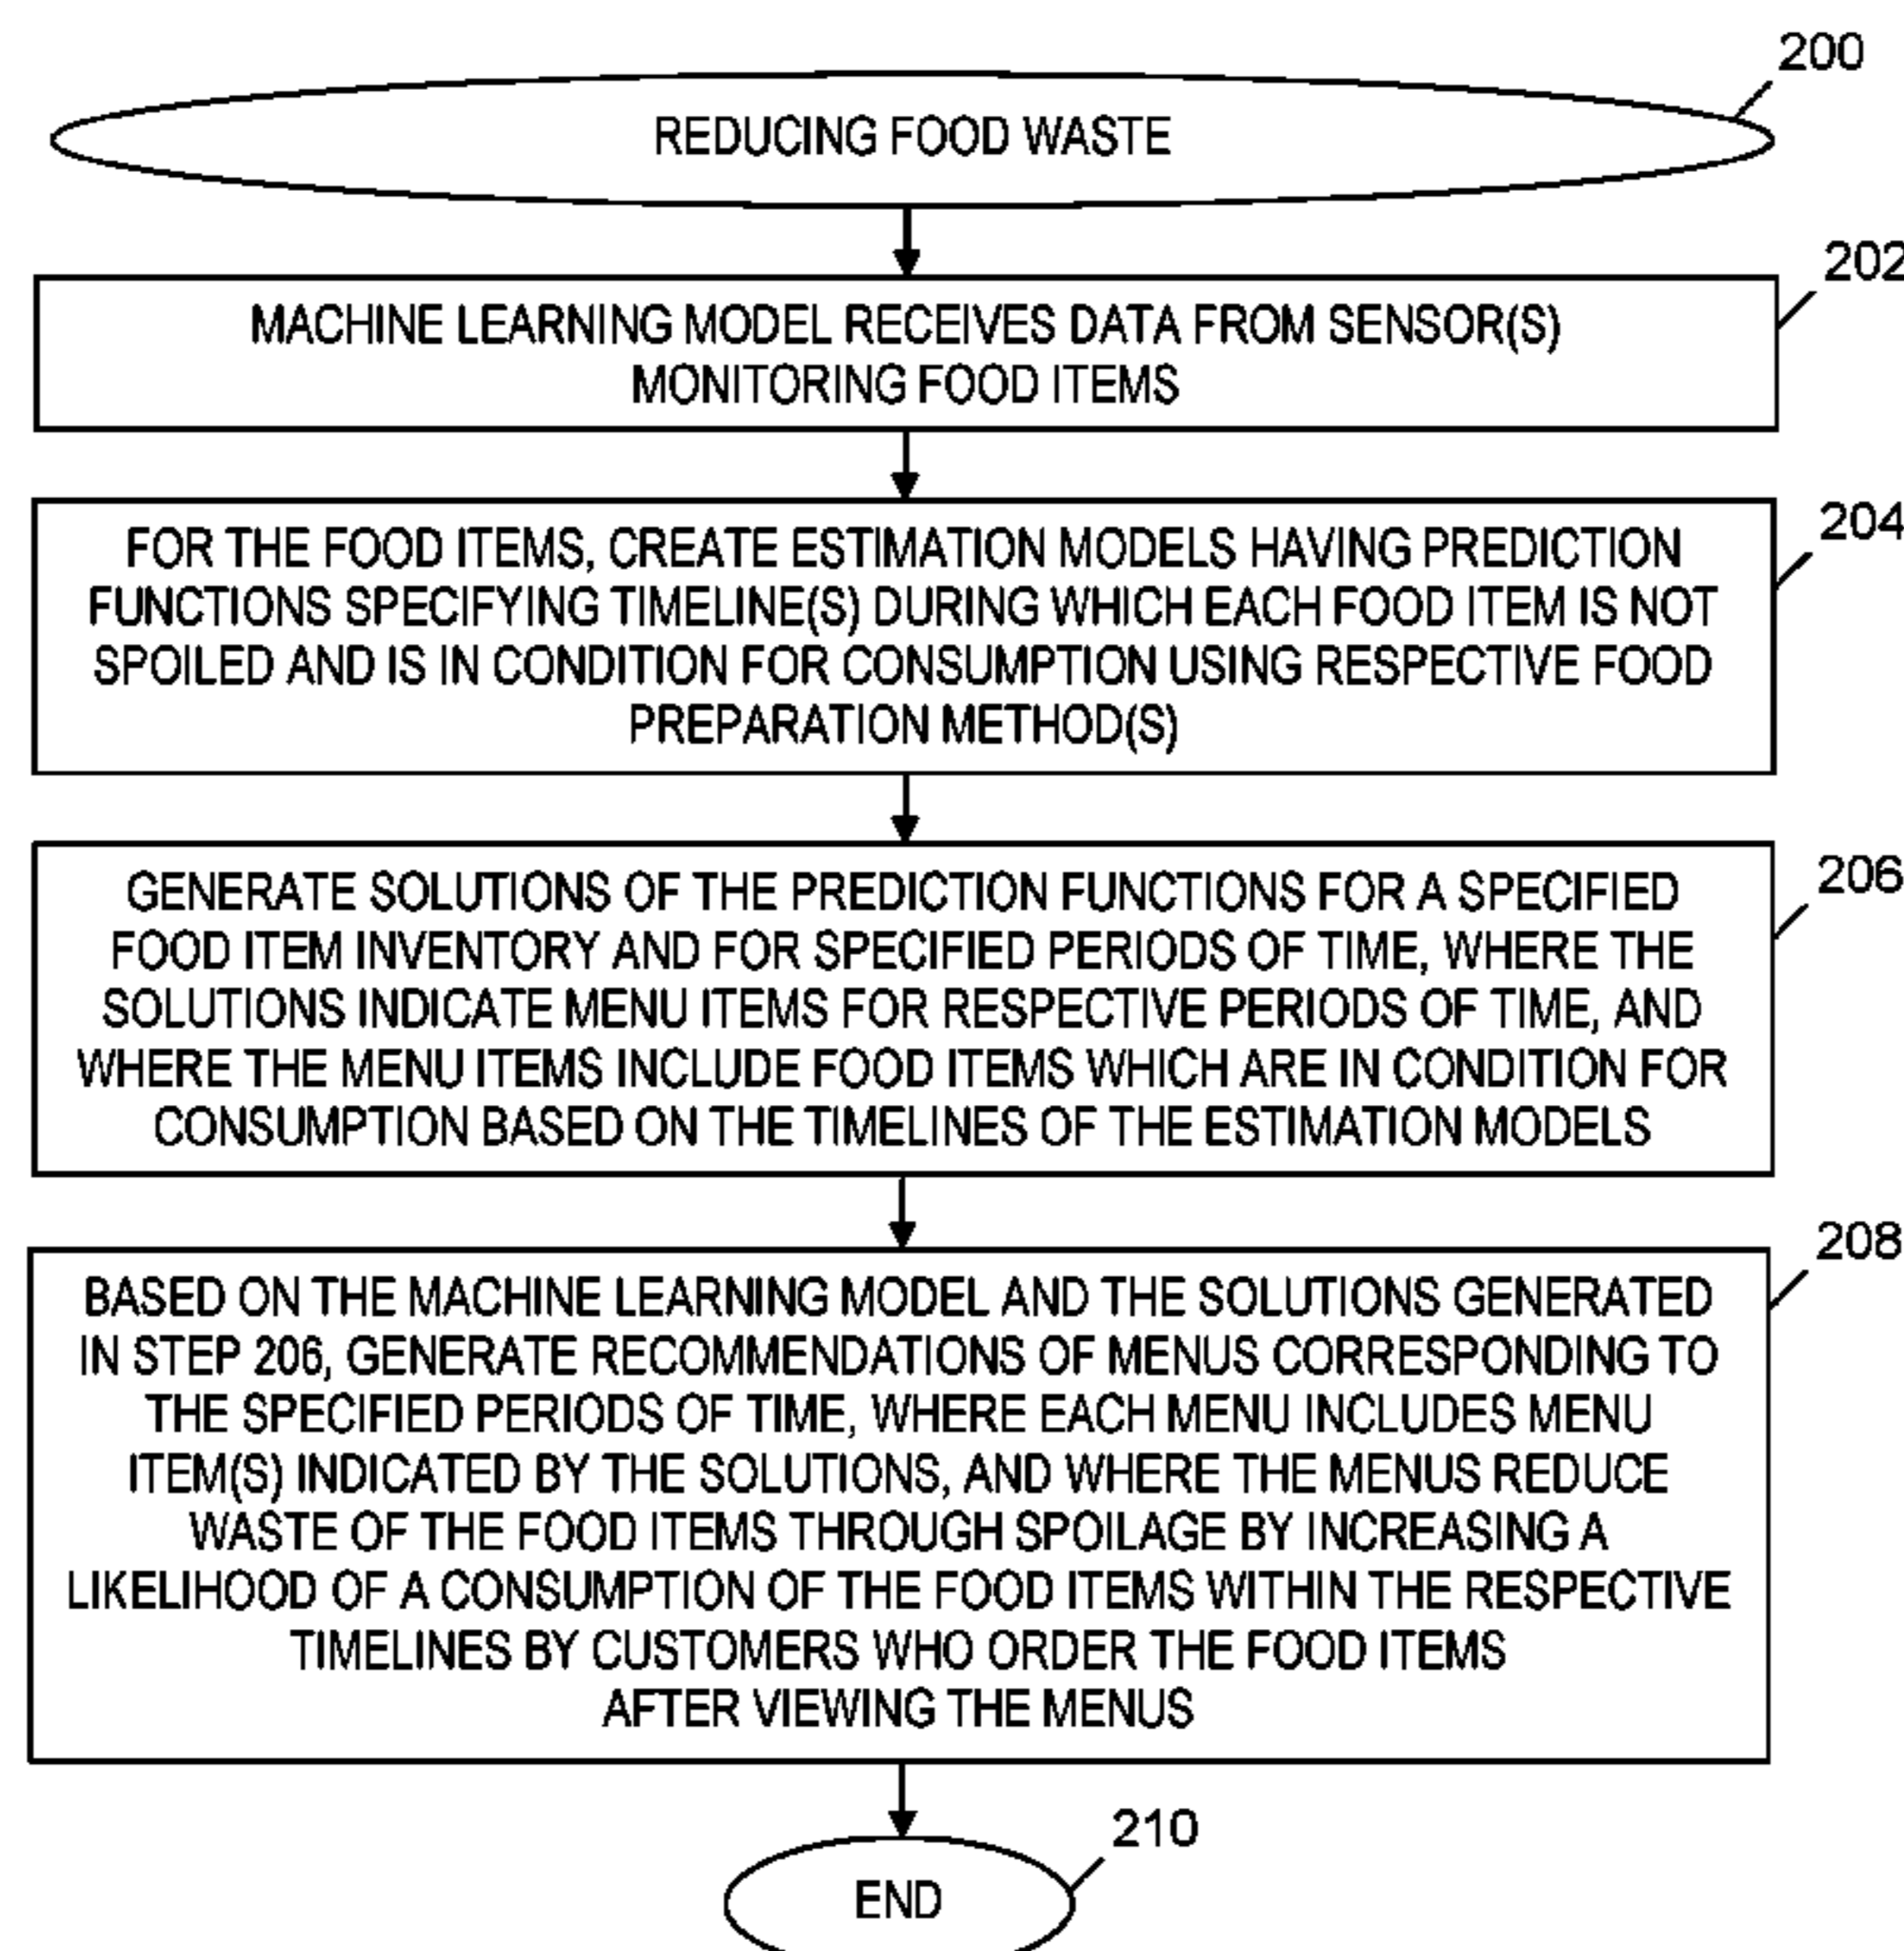 200
REDUCING FOOD WASTE
202
MACHINE LEARNING MODEL RECEIVES DATA FROM SENSOR(S)
MONITORING FOOD ITEMS
204
FOR THE FOOD ITEMS, CREATE ESTIMATION MODELS HAVING PREDICTION
FUNCTIONS SPECIFYING TIMELINE(S) DURING WHICH EACH FOOD ITEM IS NOT
SPOILED AND IS IN CONDITION FOR CONSUMPTION USING RESPECTIVE FOOD
PREPARATION METHOD(S)
206
GENERATE SOLUTIONS OF THE PREDICTION FUNCTIONS FOR A SPECIFIED
FOOD ITEM INVENTORY AND FOR SPECIFIED PERIODS OF TIME, WHERE THE
SOLUTIONS INDICATE MENU ITEMS FOR RESPECTIVE PERIODS OF TIME, AND
WHERE THE MENU ITEMS INCLUDE FOOD ITEMS WHICH ARE IN CONDITION FOR
CONSUMPTION BASED ON THE TIMELINES OF THE ESTIMATION MODELS
208
BASED ON THE MACHINE LEARNING MODEL AND THE SOLUTIONS GENERATED
IN STEP 206, GENERATE RECOMMENDATIONS OF MENUS CORRESPONDING TO
THE SPECIFIED PERIODS OF TIME, WHERE EACH MENU INCLUDES MENU
ITEM(S) INDICATED BY THE SOLUTIONS, AND WHERE THE MENUS REDUCE
WASTE OF THE FOOD ITEMS THROUGH SPOILAGE BY INCREASING A
LIKELIHOOD OF A CONSUMPTION OF THE FOOD ITEMS WITHIN THE RESPECTIVE
TIMELINES BY CUSTOMERS WHO ORDER THE FOOD ITEMS
AFTER VIEWING THE MENUS
210
END